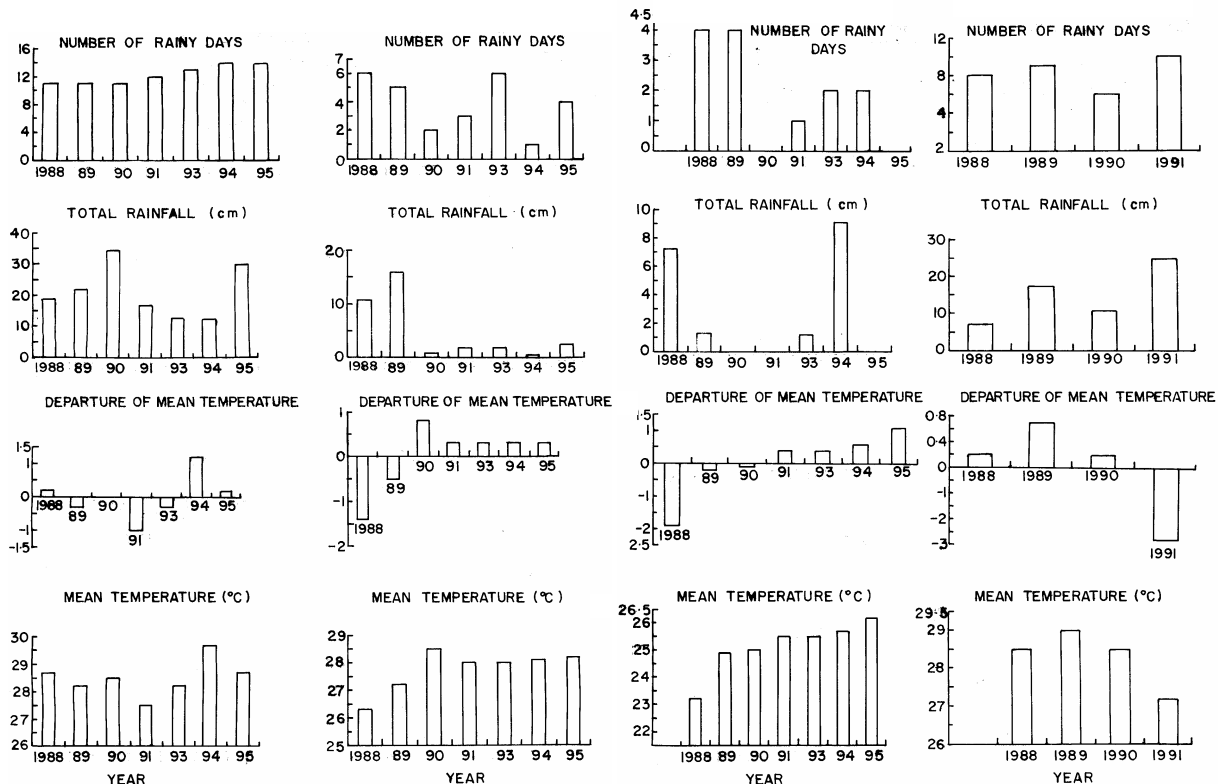 NUMBER OF RAINY DAYS
16
12
8
4
0
1988 89 90 91 93 94 95
TOTAL RAINFALL (cm)
40
30
20
10
0
1988 89 90 91 93 94 95
DEPARTURE OF MEAN TEMPERATURE
1·5
1
0
-1
-1·5
1988 89 90 91 93 94 95
MEAN TEMPERATURE (°C)
30
29
28
27
26
1988 89 90 91 93 94 95
YEAR
NUMBER OF RAINY DAYS
7
6
4
2
0
1988 89 90 91 93 94 95
TOTAL RAINFALL (cm)
20
10
0
1988 89 90 91 93 94 95
DEPARTURE OF MEAN TEMPERATURE
1
0
-1
-2
1988 89 90 91 93 94 95
MEAN TEMPERATURE (°C)
29
28
27
26
25
1988 89 90 91 93 94 95
YEAR
4·5
NUMBER OF RAINY
DAYS
4
3
2
1
0
1988 89 90 91 93 94 95
TOTAL RAINFALL (cm)
10
8
6
4
2
0
1988 89 90 91 93 94 95
DEPARTURE OF MEAN TEMPERATURE
1·5
1
0
-1
-2
2·5
1988 89 90 91 93 94 95
MEAN TEMPERATURE (°C)
26·5
26
25
24
23
22
1988 89 90 91 93 94 95
YEAR
NUMBER OF RAINY DAYS
12
10
8
6
4
2
2
1988 1989 1990 1991
TOTAL RAINFALL (cm)
30
20
10
0
1988 1989 1990 1991
DEPARTURE OF MEAN TEMPERATURE
0·8
0·4
0
-2
-3
1988 1989 1990 1991
MEAN TEMPERATURE (°C)
29
28
27
26
1988 1989 1990 1991
YEAR